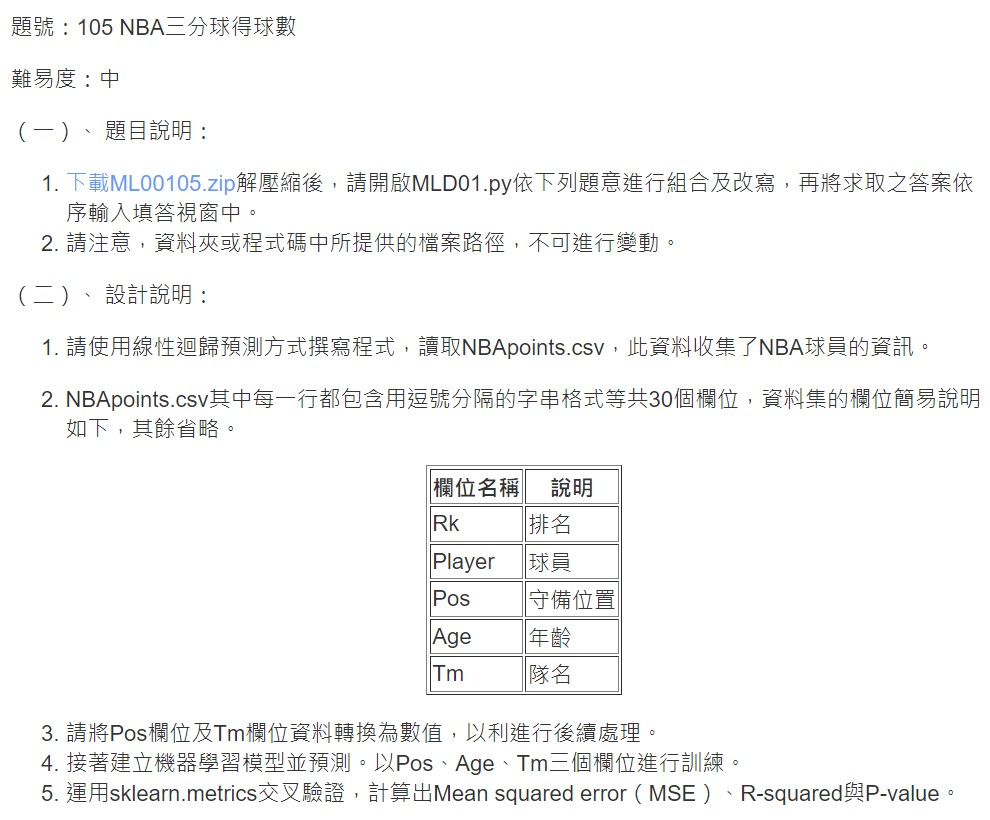 題號：105 NBA三分球得球數
難易度：中
（一）、 題目說明：
1. 下載ML00105.zip解壓縮後，請開啟MLD01.py依下列題意進行組合及改寫，再將求取之答案依
序輸入填答視窗中。
2. 請注意，資料夾或程式碼中所提供的檔案路徑，不可進行變動。
（二）、 設計說明：
1. 請使用線性迴歸預測方式撰寫程式，讀取NBApoints.csv，此資料收集了NBA球員的資訊。
2. NBApoints.csv其中每一行都包含用逗號分隔的字串格式等共30個欄位，資料集的欄位簡易說明
如下，其餘省略。
欄位名稱 說明
Rk 排名
Player 球員
Pos 守備位置
Age 年齡
Tm 隊名
3. 請將Pos欄位及Tm欄位資料轉換為數值，以利進行後續處理。
4. 接著建立機器學習模型並預測。以Pos、Age、Tm三個欄位進行訓練。
5. 運用sklearn.metrics交叉驗證，計算出Mean squared error（MSE）、R-squared與P-value。